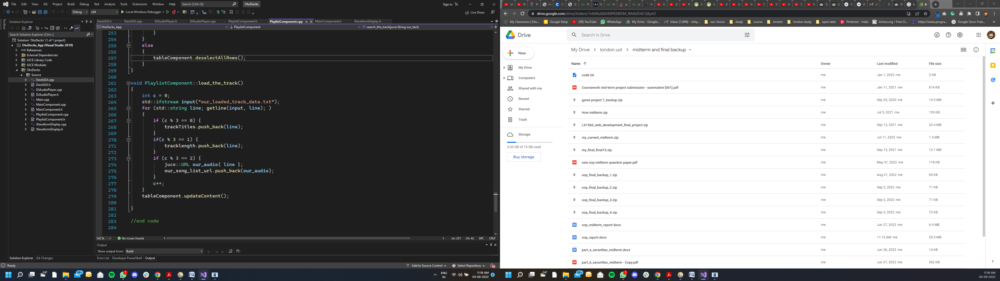 File Edit View Git Project Build Debug Test Analyze Tools Extensions Window Help Search (Ctrl+Q) OtoDecks Sign in
Debug x64 Local Windows Debugger Live Share
Toolbox
Solution Explorer
Search Solution Explorer (Ctrl+;)
Solution 'OtoDecks' (1 of 1 project)
OtoDecks_App (Visual Studio 2019)
References
External Dependencies
JUCE Library Code
JUCE Modules
OtoDecks
Source
DeckGUI.cpp
DeckGUI.h
DJAudioPlayer.cpp
DJAudioPlayer.h
Main.cpp
MainComponent.cpp
MainComponent.h
PlaylistComponent.cpp
PlaylistComponent.h
WaveformDisplay.cpp
WaveformDisplay.h
Solution Explorer Git Changes
DeckGUI.h DeckGUI.cpp DJAudioPlayer.h DJAudioPlayer.cpp PlaylistComponent.h PlaylistComponent.cpp MainComponent.h WaveformDisplay.h
OtoDecks_App PlaylistComponent search_the_track(juce::String our_text)
253 }
254 }
255 else
256 {
257 tableComponent.deselectAllRows();
258 }
259 }
260
261 void PlaylistComponent::load_the_track()
262 {
263 int c = 0;
264 std::ifstream input("our_loaded_track_data.txt");
265 for (std::string line; getline(input, line); )
266 {
267 if (c % 3 == 0) {
268 trackTitles.push_back(line);
269 }
270 if(c % 3 == 1) {
271 tracklength.push_back(line);
272 }
273 if (c % 3 == 2) {
274 juce::URL our_audio{ line };
275 our_song_list_url.push_back(our_audio);
276 }
277 c++;
278 }
279 tableComponent.updateContent();
280
281 }
282
283 //end code
284
142 % No issues found Ln: 257 Ch: 42 SPC CRLF
Output
Show output from: Build
Error List Developer PowerShell Output
Ready Add to Source Control Select Repository 1
24° 99+ 1 ENG IN 11:18 AM 05-09-2022 4
drive.google.com/drive/folders/1nKtf6u0k8J88PKEBIDM_WbKdO6CQ8ynO
My Classroom | Edu... Google Keep (58) YouTube WhatsApp My Drive - Google... Inbox (1,694) - rishy... our choice study course london london study open later Pinterest - India lichess.org • Free O... https://www.progra... Google Docs: Free... »
Drive
Search in Drive
New
My Drive
Computers
Shared with me
Recent
Starred
Trash
Storage
3.03 GB of 15 GB used
Buy storage
My Drive > london uol > midterm and final backup
Name Owner Last modified File size
code.txt me Jan 1, 2022 me 2 KB
Coursework mid-term project submission - summative [001].pdf me Jan 11, 2021 me 814 KB
game project 7_backup.zip me Sep 20, 2020 me 13.5 MB
Hcw midterm.zip me Jul 5, 2021 me 129 KB
LX1560_web_development_final_project.zip me Sep 13, 2021 me 32.4 MB
my_current_midterm.zip me Jul 11, 2022 me 1.5 MB
my_final_final15.zip me Sep 13, 2021 me 12.1 MB
new oop midterm question paper.pdf me May 31, 2022 me 118 KB
oop_final_backup_1.zip me Aug 31, 2022 me 69 KB
oop_final_backup_2.zip me Sep 2, 2022 me 71 KB
oop_final_backup_3.zip me Sep 3, 2022 me 71 KB
oop_final_backup_4.zip me Sep 3, 2022 me 72 KB
oop_midterm_report.docx me Jun 27, 2022 me 6.9 MB
oop_report.docx me 11:13 AM me 20.5 MB
part_a_securities_midterm.docx me Jun 26, 2022 me 14 KB
part_b_securities_midterm - Copy.pdf me Jun 27, 2022 me 562 KB
24° 99+ 1 11:18 AM 05-09-2022